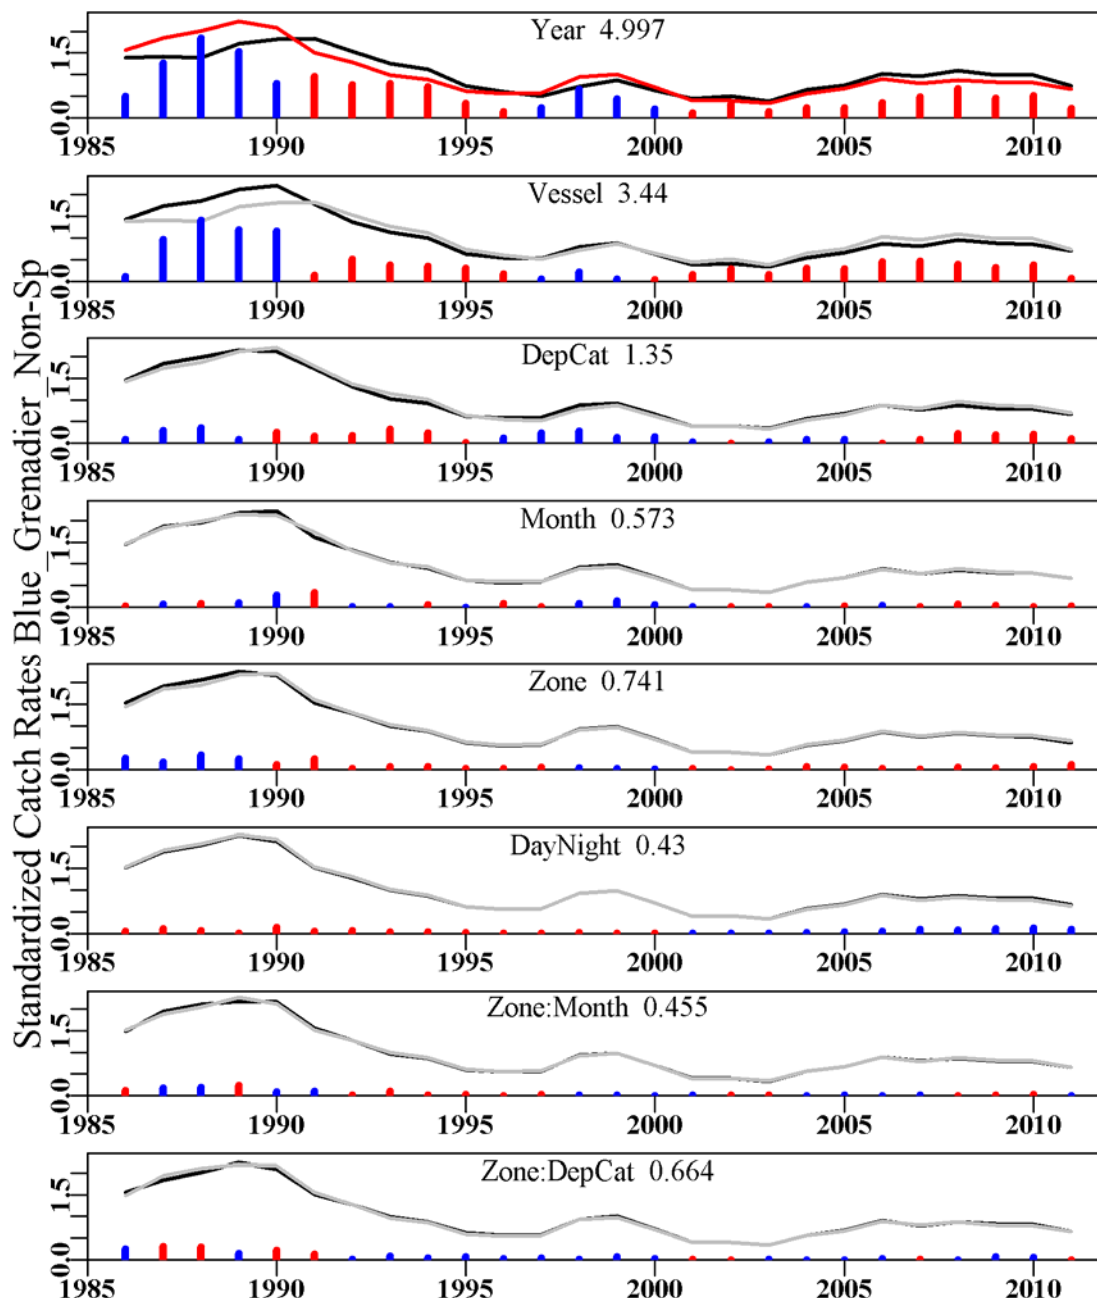 Standardized Catch Rates Blue_Grenadier_Non-Sp
Year 4.997
-0.0 1.5
1985 1990 1995 2000 2005 2010
Vessel 3.44
-0.0 1.5
1985 1990 1995 2000 2005 2010
DepCat 1.35
-0.0 1.5
1985 1990 1995 2000 2005 2010
Month 0.573
-0.0 1.5
1985 1990 1995 2000 2005 2010
Zone 0.741
-0.0 1.5
1985 1990 1995 2000 2005 2010
DayNight 0.43
-0.0 1.5
1985 1990 1995 2000 2005 2010
Zone:Month 0.455
-0.0 1.5
1985 1990 1995 2000 2005 2010
Zone:DepCat 0.664
-0.0 1.5
1985 1990 1995 2000 2005 2010